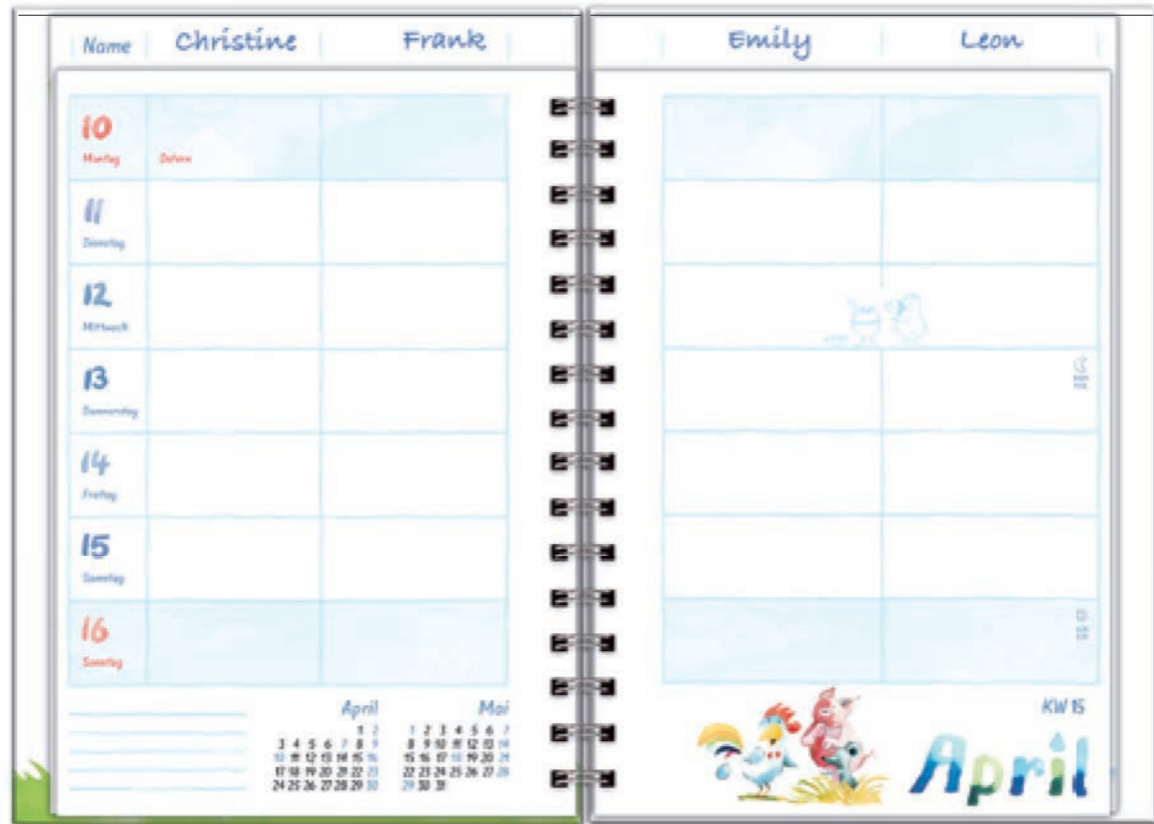 Name Christine Frank Emily Leon
10
Montag Ostern
11
Dienstag
12
Mittwoch
13
Donnerstag
14
Freitag
15
Samstag
16
Sonntag
April Mai
1 2 1 2 3 4 5 6 7
3 4 5 6 7 8 9 8 9 10 11 12 13 14
10 11 12 13 14 15 16 15 16 17 18 19 20 21
17 18 19 20 21 22 23 22 23 24 25 26 27 28
24 25 26 27 28 29 30 29 30 31
KW 15
April